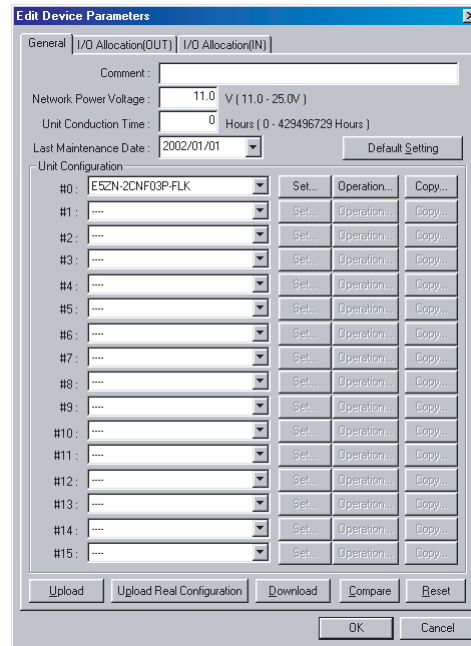 Edit Device Parameters
General I/O Allocation(OUT) I/O Allocation(IN)
Comment :
Network Power Voltage : 11.0 V ( 11.0 - 25.0V )
Unit Conduction Time : 0 Hours ( 0 - 429496729 Hours )
Last Maintenance Date : 2002/01/01 Default Setting
Unit Configuration
#0 : E5ZN-2CNF03P-FLK Set... Operation... Copy...
#1 : ---- Set... Operation... Copy...
#2 : ---- Set... Operation... Copy...
#3 : ---- Set... Operation... Copy...
#4 : ---- Set... Operation... Copy...
#5 : ---- Set... Operation... Copy...
#6 : ---- Set... Operation... Copy...
#7 : ---- Set... Operation... Copy...
#8 : ---- Set... Operation... Copy...
#9 : ---- Set... Operation... Copy...
#10 : ---- Set... Operation... Copy...
#11 : ---- Set... Operation... Copy...
#12 : ---- Set... Operation... Copy...
#13 : ---- Set... Operation... Copy...
#14 : ---- Set... Operation... Copy...
#15 : ---- Set... Operation... Copy...
Upload Upload Real Configuration Download Compare Reset
OK Cancel